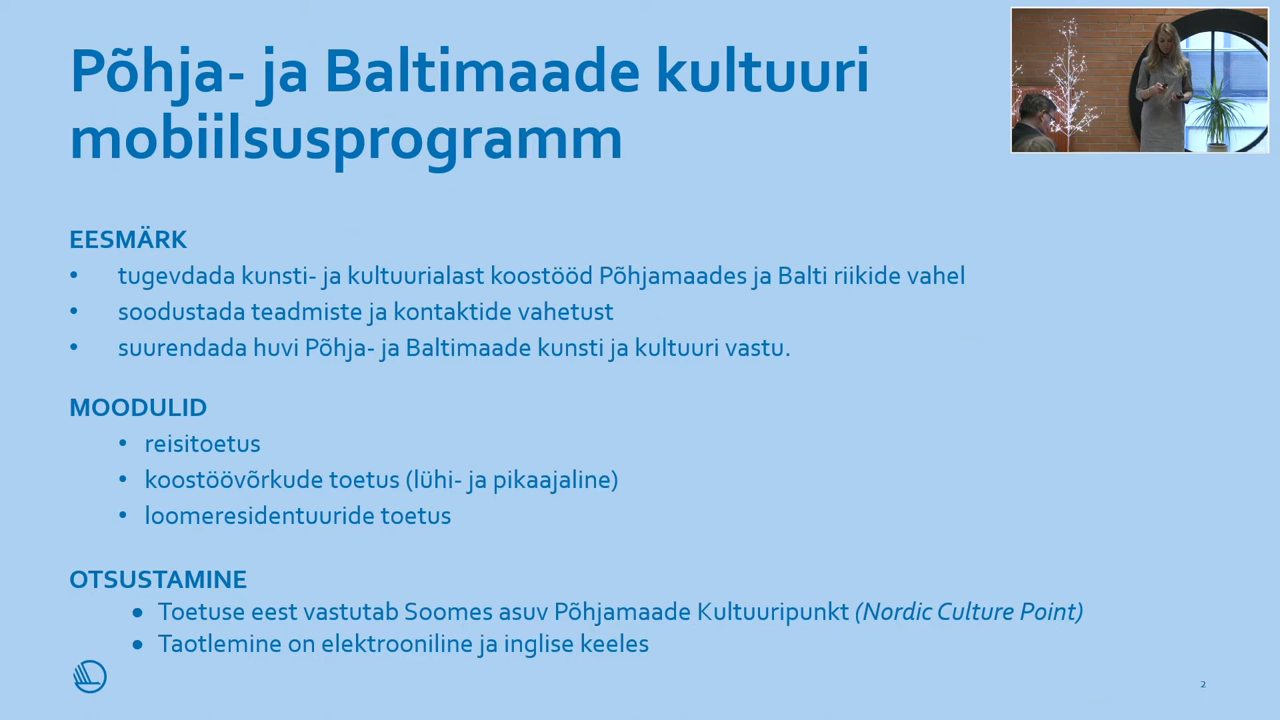 Põhja- ja Baltimaade kultuuri
mobiilsusprogramm
EESMÄRK
• tugevdada kunsti- ja kultuurialast koostööd Põhjamaades ja Balti riikide vahel
• soodustada teadmiste ja kontaktide vahetust
• suurendada huvi Põhja- ja Baltimaade kunsti ja kultuuri vastu.
MOODULID
• reisitoetus
• koostöövõrkude toetus (lühi- ja pikaajaline)
• loomeresidentuuride toetus
OTSUSTAMINE
• Toetuse eest vastutab Soomes asuv Põhjamaade Kultuuripunkt (Nordic Culture Point)
• Taotlemine on elektrooniline ja inglise keeles
2